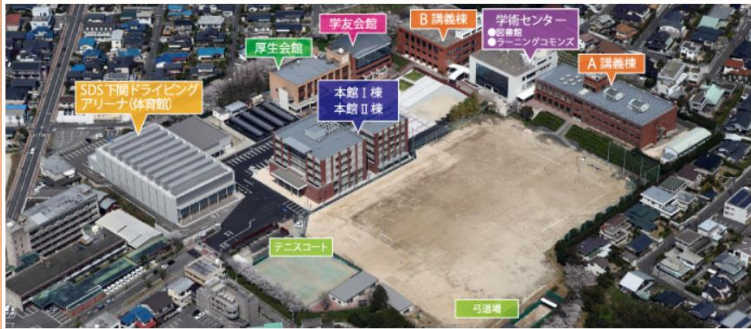 学友会館
B 講義棟
学術センター
●図書館
●ラーニングコモンズ
厚生会館
A 講義棟
SDS下関ドライビング
アリーナ(体育館)
本館Ⅰ棟
本館Ⅱ棟
テニスコート
弓道場